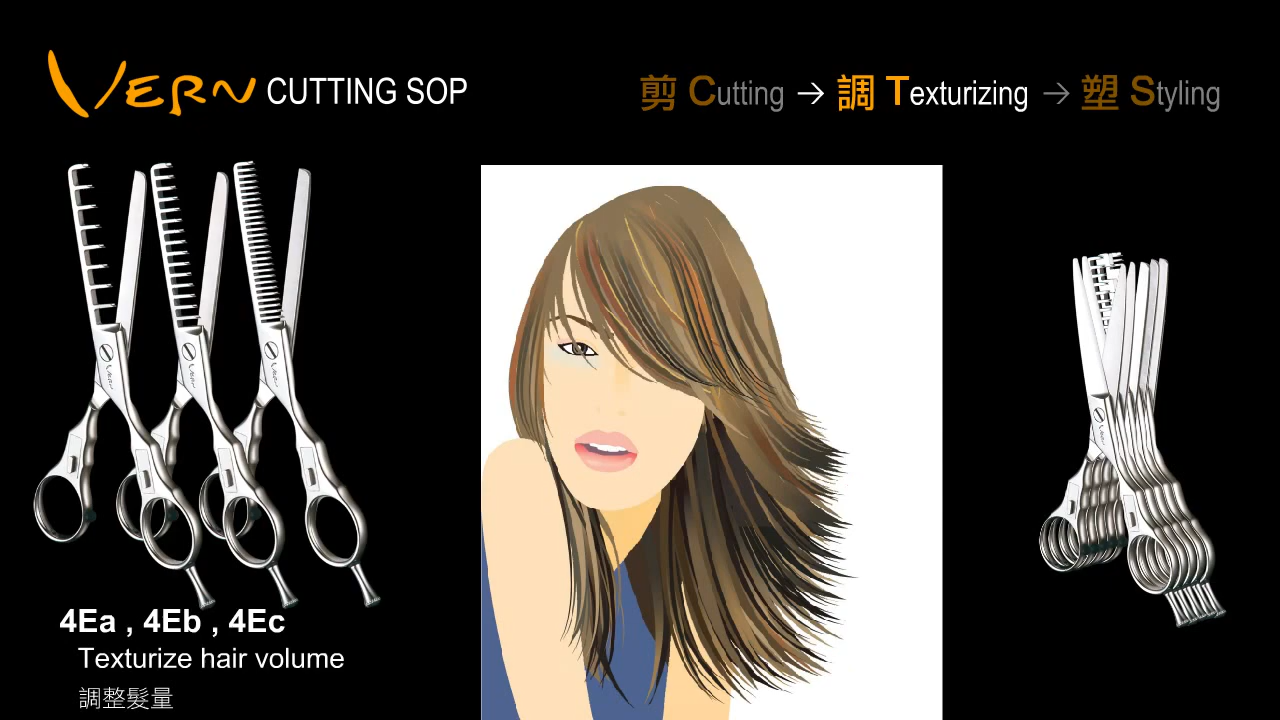 VERN CUTTING SOP
剪 Cutting → 調 Texturizing → 塑 Styling
4Ea , 4Eb , 4Ec
Texturize hair volume
調整髮量